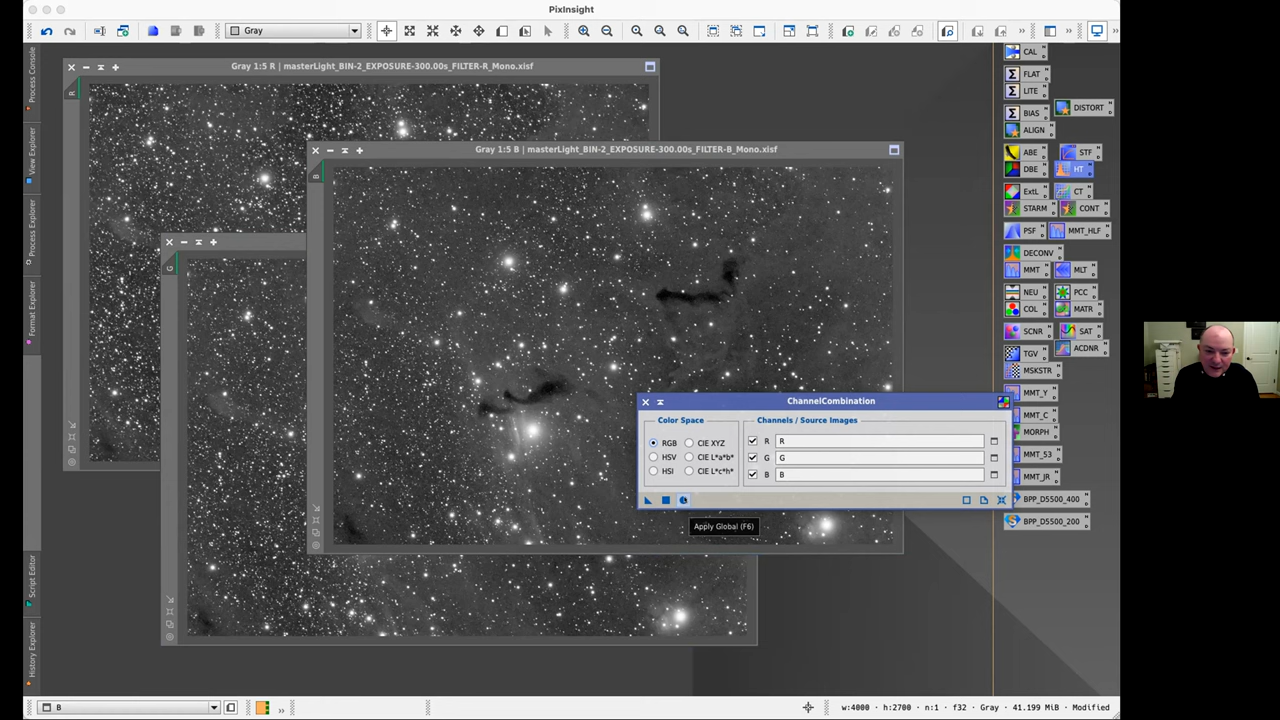 PixInsight
Gray
Process Console
View Explorer
Process Explorer
Format Explorer
Script Editor
History Explorer
Gray 1:5 R | masterLight_BIN-2_EXPOSURE-300.00s_FILTER-R_Mono.xisf
R
Gray 1:5 B | masterLight_BIN-2_EXPOSURE-300.00s_FILTER-B_Mono.xisf
B
G
ChannelCombination
Color Space
Channels / Source Images
RGB
CIE XYZ
R
R
HSV
CIE L*a*b*
G
G
HSI
CIE L*c*h*
B
B
Apply Global (F6)
CAL
FLAT
LITE
DISTORT
BIAS
ALIGN
ABE
STF
DBE
HT
ExtL
CT
STARM
CONT
PSF
MMT_HLF
DECONV
MMT
MLT
NEU
PCC
COL
MATR
SCNR
SAT
TGV
ACDNR
MSKSTR
MMT_Y
MMT_C
MORPH
MMT_53
MMT_JR
BPP_D5500_400
BPP_D5500_200
B
w:4000 · h:2700 · n:1 · f32 · Gray · 41.199 MiB · Modified